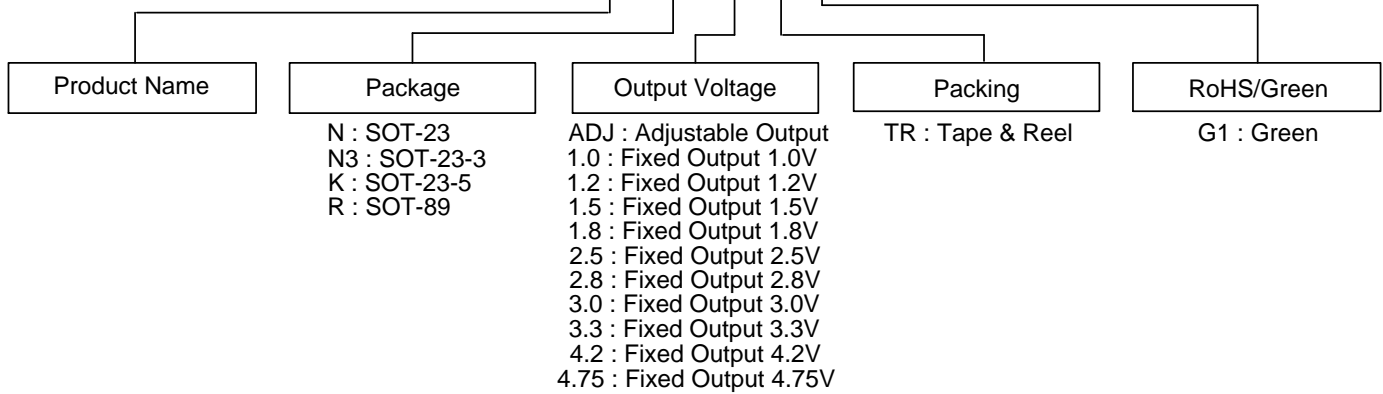 Product Name
Package
Output Voltage
Packing
RoHS/Green
N : SOT-23
N3 : SOT-23-3
K : SOT-23-5
R : SOT-89
ADJ : Adjustable Output
1.0 : Fixed Output 1.0V
1.2 : Fixed Output 1.2V
1.5 : Fixed Output 1.5V
1.8 : Fixed Output 1.8V
2.5 : Fixed Output 2.5V
2.8 : Fixed Output 2.8V
3.0 : Fixed Output 3.0V
3.3 : Fixed Output 3.3V
4.2 : Fixed Output 4.2V
4.75 : Fixed Output 4.75V
TR : Tape & Reel
G1 : Green